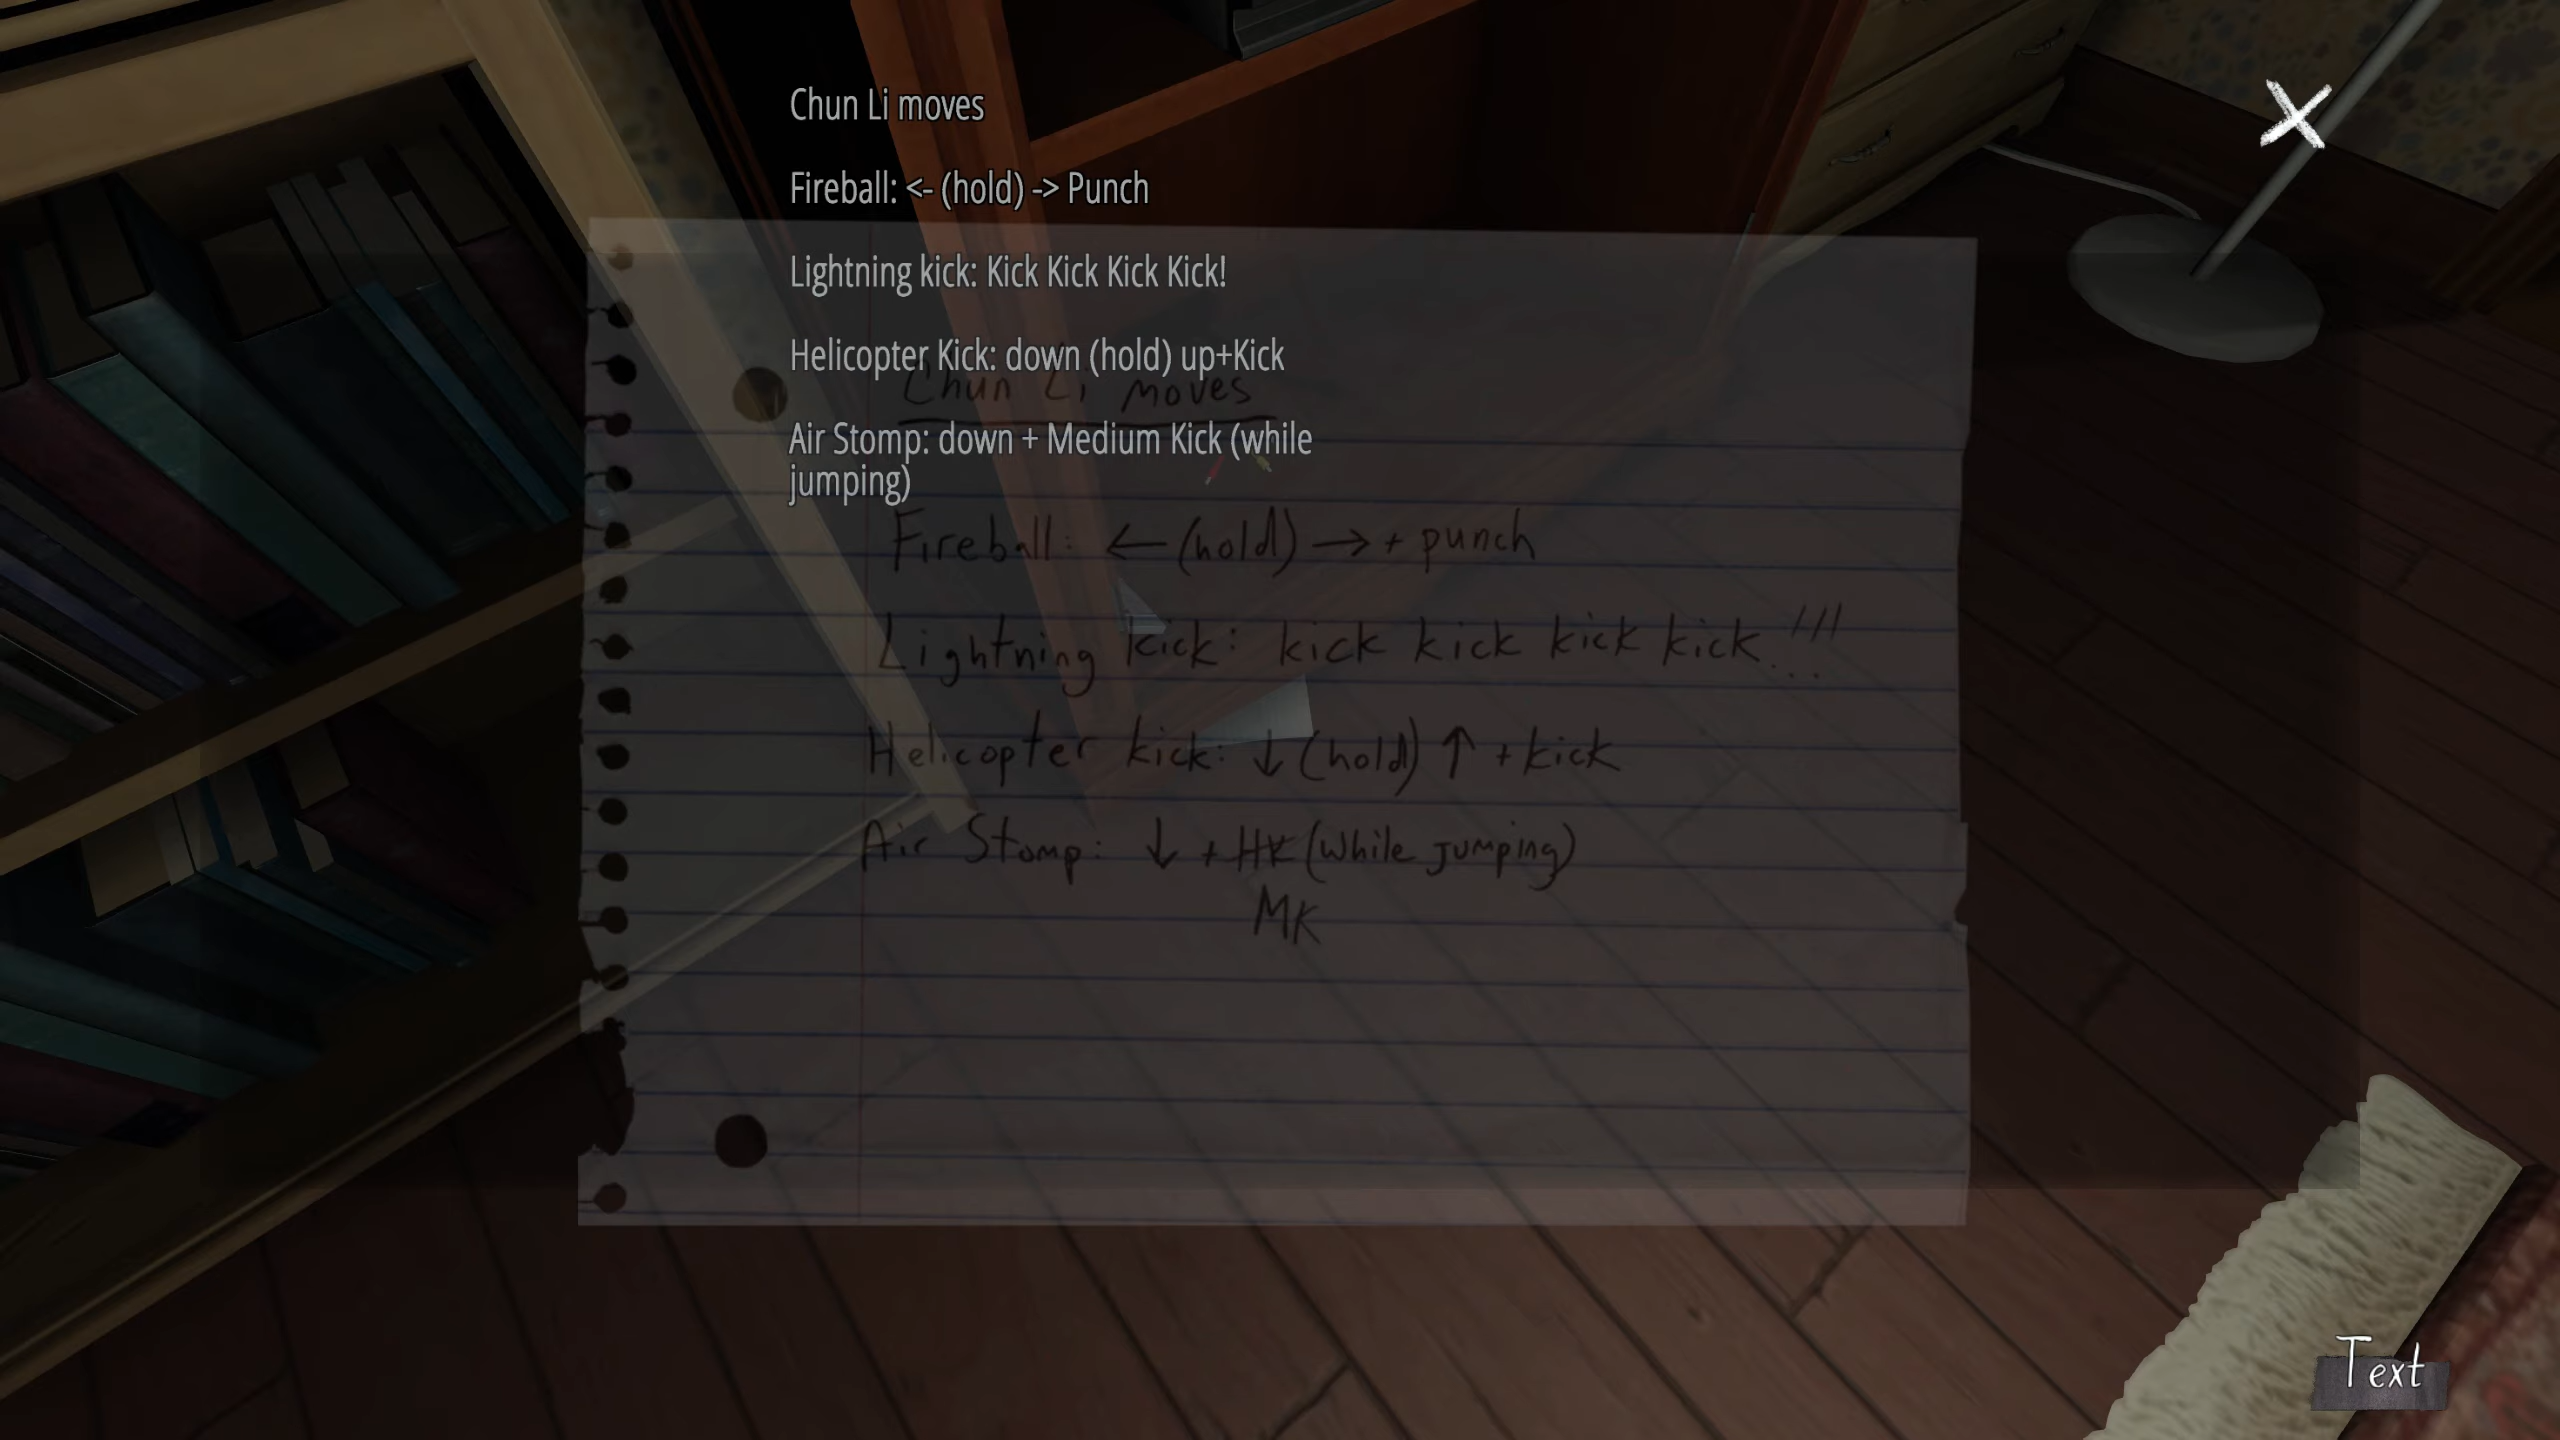 Chun Li moves
Fireball: <- (hold) -> Punch
Lightning kick: Kick Kick Kick Kick!
Helicopter Kick: down (hold) up+Kick
Air Stomp: down + Medium Kick (while
jumping)
Chun Li moves
Fireball: ← (hold) → + punch
Lightning kick: kick kick kick kick!!!
Helicopter kick: ↓ (hold) ↑ + kick
Air Stomp: ↓ + HK (while jumping)
MK
Text